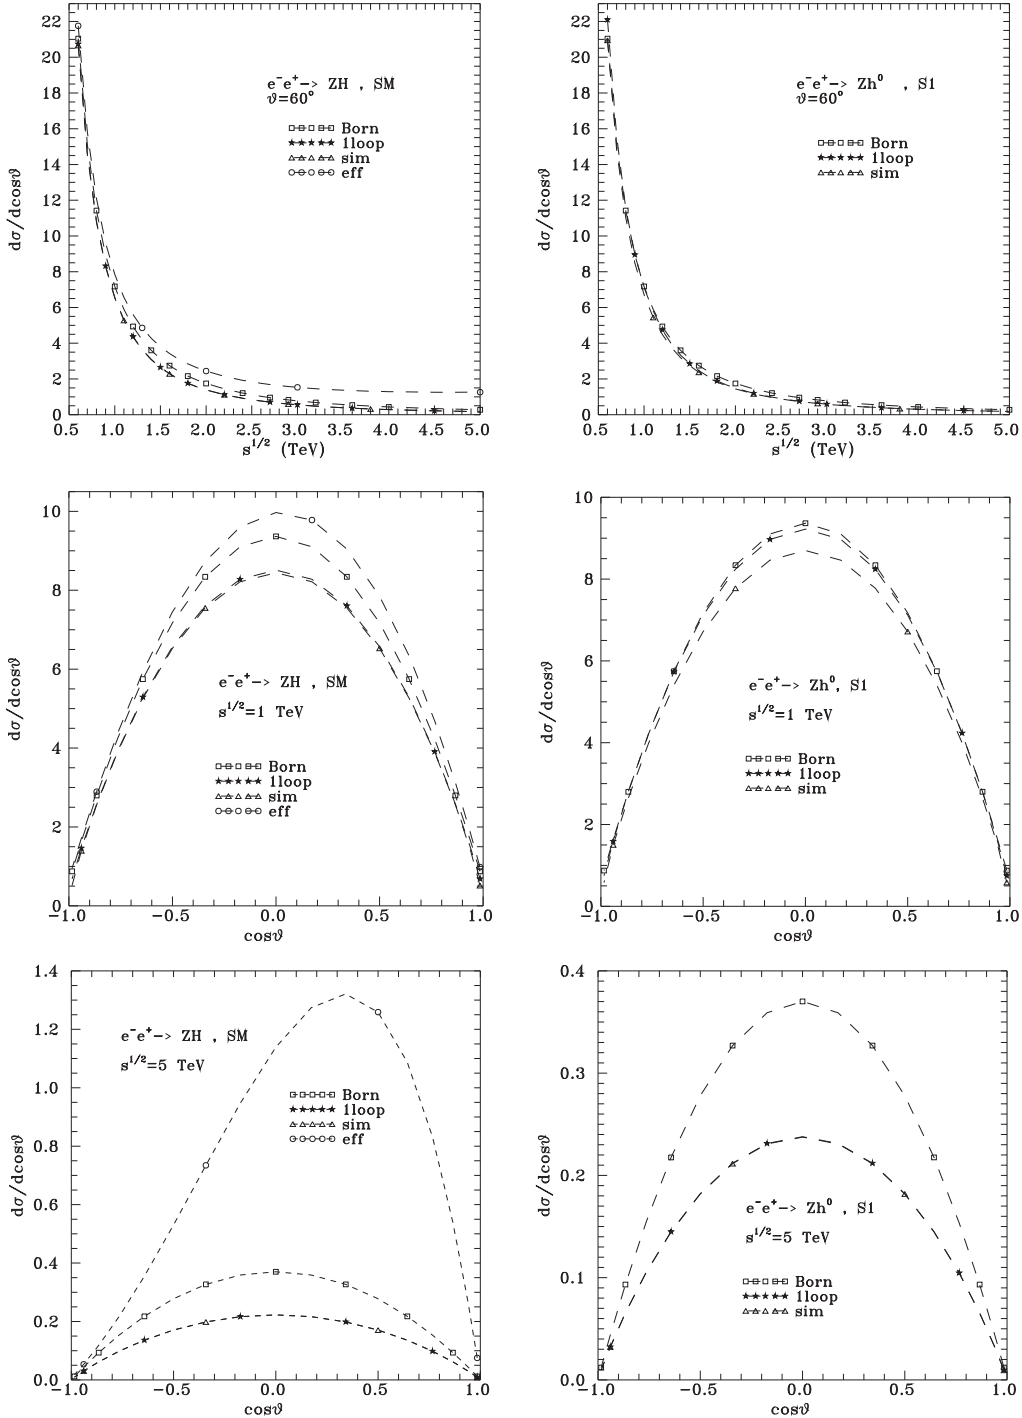 22
20
18
16
14
12
10
8
6
4
2
0
dσ/dcosϑ
e⁻e⁺−> ZH , SM
ϑ=60°
Born
1loop
sim
eff
0.5 1.0 1.5 2.0 2.5 3.0 3.5 4.0 4.5 5.0
s^1/2 (TeV)
22
20
18
16
14
12
10
8
6
4
2
0
dσ/dcosϑ
e⁻e⁺−> Zh⁰ , S1
ϑ=60°
Born
1loop
sim
0.5 1.0 1.5 2.0 2.5 3.0 3.5 4.0 4.5 5.0
s^1/2 (TeV)
10
8
6
4
2
0
dσ/dcosϑ
e⁻e⁺−> ZH , SM
s^1/2=1 TeV
Born
1loop
sim
eff
−1.0 −0.5 0.0 0.5 1.0
cosϑ
10
8
6
4
2
0
dσ/dcosϑ
e⁻e⁺−> Zh⁰, S1
s^1/2=1 TeV
Born
1loop
sim
−1.0 −0.5 0.0 0.5 1.0
cosϑ
1.4
1.2
1.0
0.8
0.6
0.4
0.2
0.0
dσ/dcosϑ
e⁻e⁺−> ZH , SM
s^1/2=5 TeV
Born
1loop
sim
eff
−1.0 −0.5 0.0 0.5 1.0
cosϑ
0.4
0.3
0.2
0.1
0.0
dσ/dcosϑ
e⁻e⁺−> Zh⁰ , S1
s^1/2=5 TeV
Born
1loop
sim
−1.0 −0.5 0.0 0.5 1.0
cosϑ